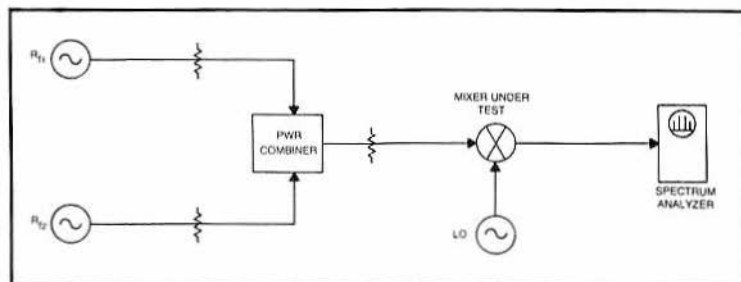 Rf1
PWR
COMBINER
MIXER UNDER
TEST
SPECTRUM
ANALYZER
Rf2
LO